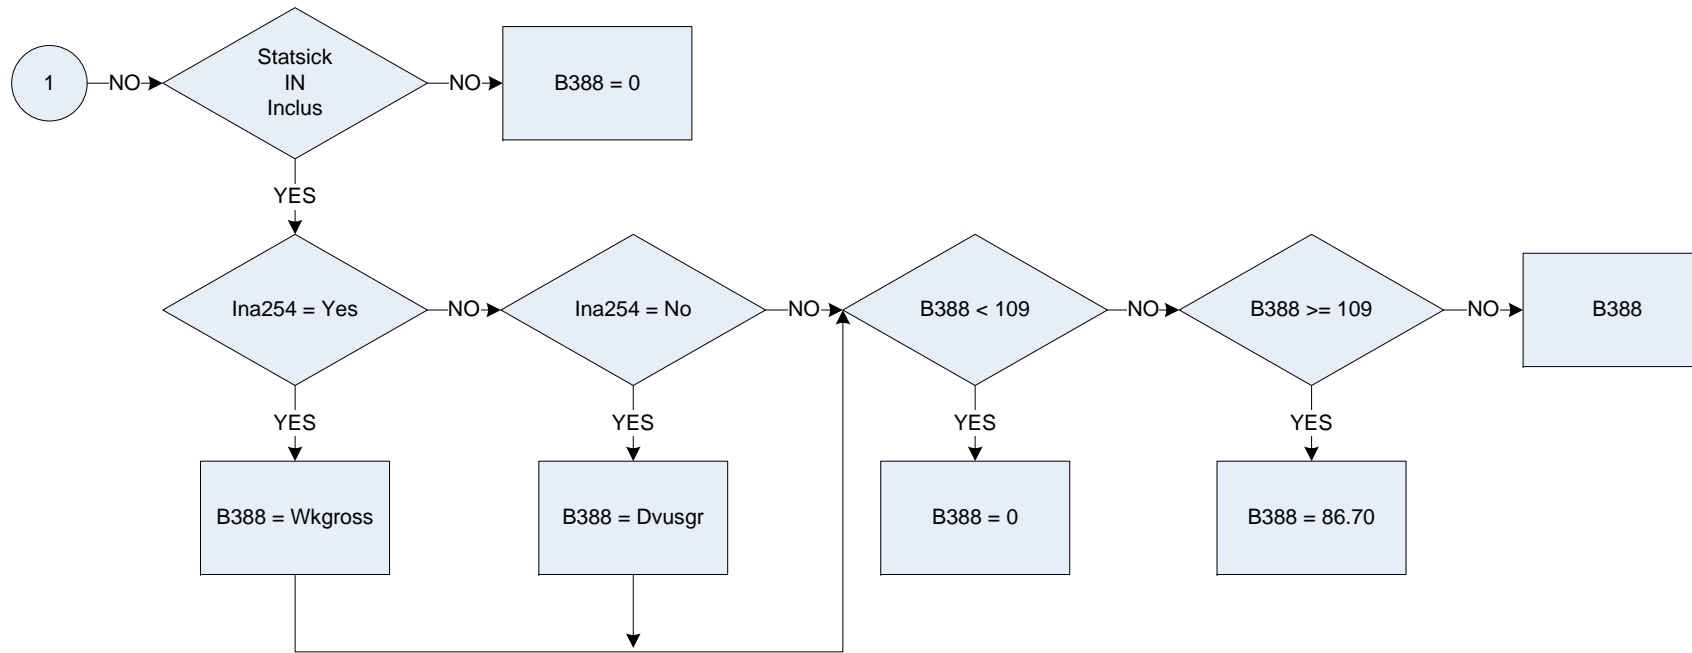 1
NO
Statsick
IN
Inclus
NO
B388 = 0
YES
Ina254 = Yes
NO
Ina254 = No
NO
B388 < 109
NO
B388 >= 109
NO
B388
YES
YES
YES
YES
B388 = Wkgross
B388 = Dvusgr
B388 = 0
B388 = 86.70